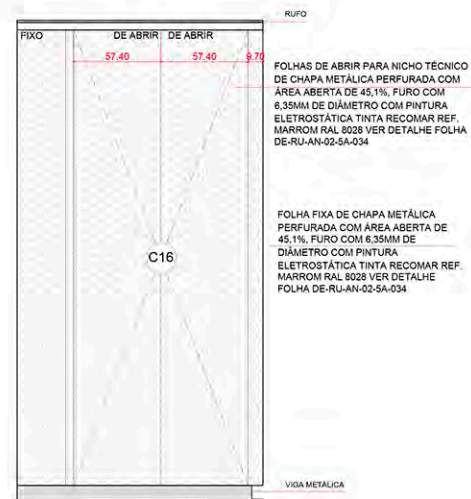 RUFO
FIXO
DE ABRIR
DE ABRIR
57.40
57.40
9.70
FOLHAS DE ABRIR PARA NICHO TÉCNICO
DE CHAPA METÁLICA PERFURADA COM
ÁREA ABERTA DE 45,1%, FURO COM
6,35MM DE DIÂMETRO COM PINTURA
ELETROSTÁTICA TINTA RECOMAR REF.
MARROM RAL 8028 VER DETALHE FOLHA
DE-RU-AN-02-5A-034
FOLHA FIXA DE CHAPA METÁLICA
PERFURADA COM ÁREA ABERTA DE
45,1%, FURO COM 6,35MM DE
DIÂMETRO COM PINTURA
ELETROSTÁTICA TINTA RECOMAR REF.
MARROM RAL 8028 VER DETALHE
FOLHA DE-RU-AN-02-5A-034
C16
VIGA METÁLICA